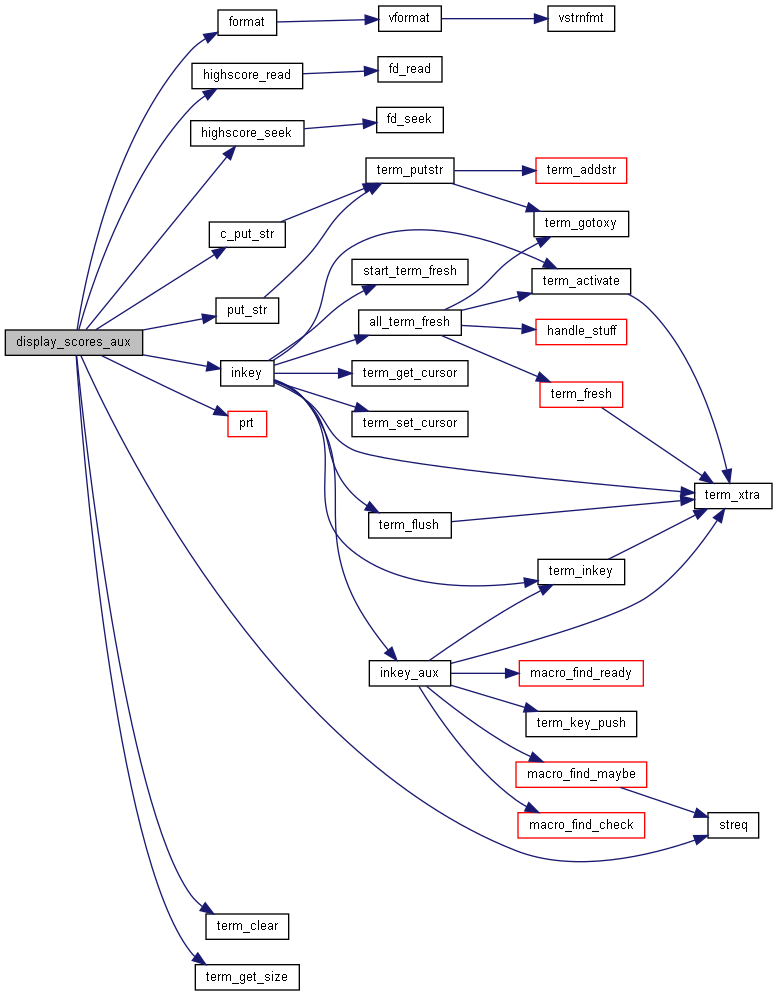 format
vformat
vstrnfmt
highscore_read
fd_read
highscore_seek
fd_seek
term_putstr
term_addstr
c_put_str
term_gotoxy
start_term_fresh
term_activate
put_str
all_term_fresh
handle_stuff
display_scores_aux
inkey
term_get_cursor
term_fresh
prt
term_set_cursor
term_xtra
term_flush
term_inkey
inkey_aux
macro_find_ready
term_key_push
macro_find_maybe
macro_find_check
streq
term_clear
term_get_size